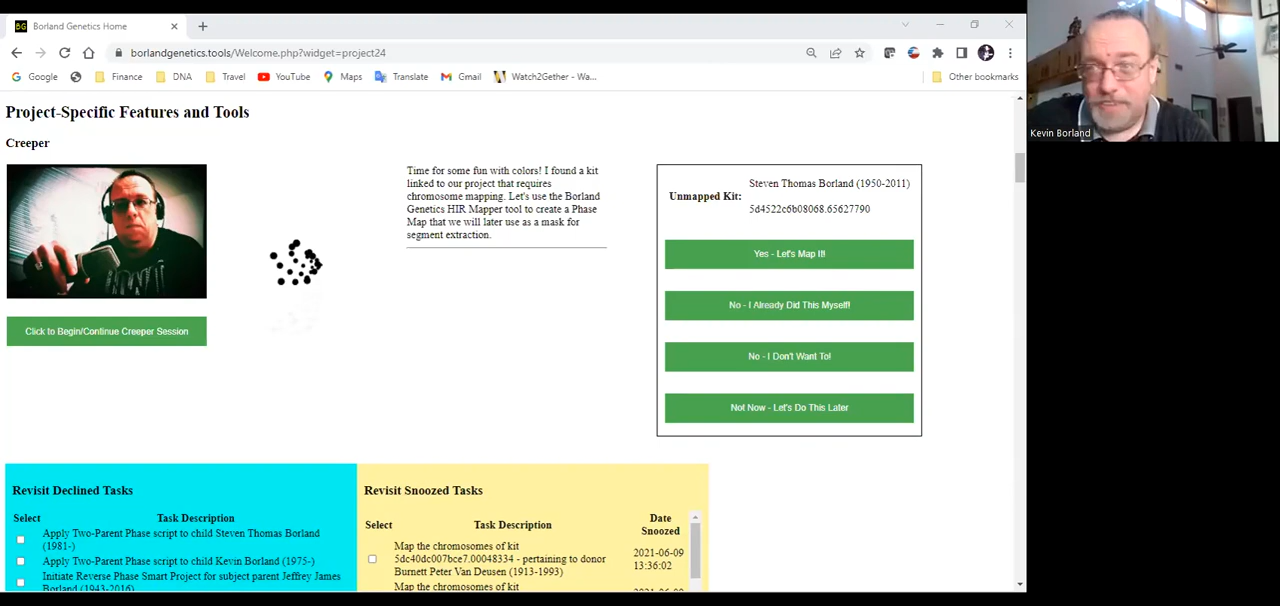 Borland Genetics Home
borlandgenetics.tools/Welcome.php?widget=project24
Google Finance DNA Travel YouTube Maps Translate Gmail Watch2Gether - Wa... Other bookmarks
Project-Specific Features and Tools
Creeper
Click to Begin/Continue Creeper Session
Time for some fun with colors! I found a kit
linked to our project that requires
chromosome mapping. Let's use the Borland
Genetics HIR Mapper tool to create a Phase
Map that we will later use as a mask for
segment extraction.
Unmapped Kit:
Steven Thomas Borland (1950-2011)
5d4522c6b08068.65627790
Yes - Let's Map It!
No - I Already Did This Myself!
No - I Don't Want To!
Not Now - Let's Do This Later
Revisit Declined Tasks
Select Task Description
Apply Two-Parent Phase script to child Steven Thomas Borland
(1981-)
Apply Two-Parent Phase script to child Kevin Borland (1975-)
Initiate Reverse Phase Smart Project for subject parent Jeffrey James
Borland (1943-2016)
Revisit Snoozed Tasks
Select Task Description Date
Snoozed
Map the chromosomes of kit
5dc40dc007bce7.00048334 - pertaining to donor
Burnett Peter Van Deusen (1913-1993)
2021-06-09
13:36:02
Map the chromosomes of kit
Kevin Borland